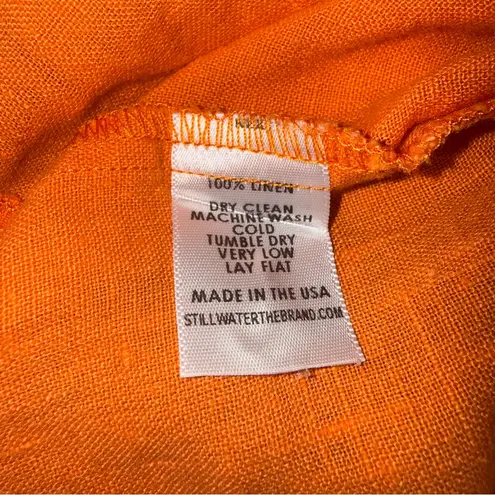 100% LINEN
DRY CLEAN
MACHINE WASH
COLD
TUMBLE DRY
VERY LOW
LAY FLAT
MADE IN THE USA
STILLWATERTHEBRAND.COM